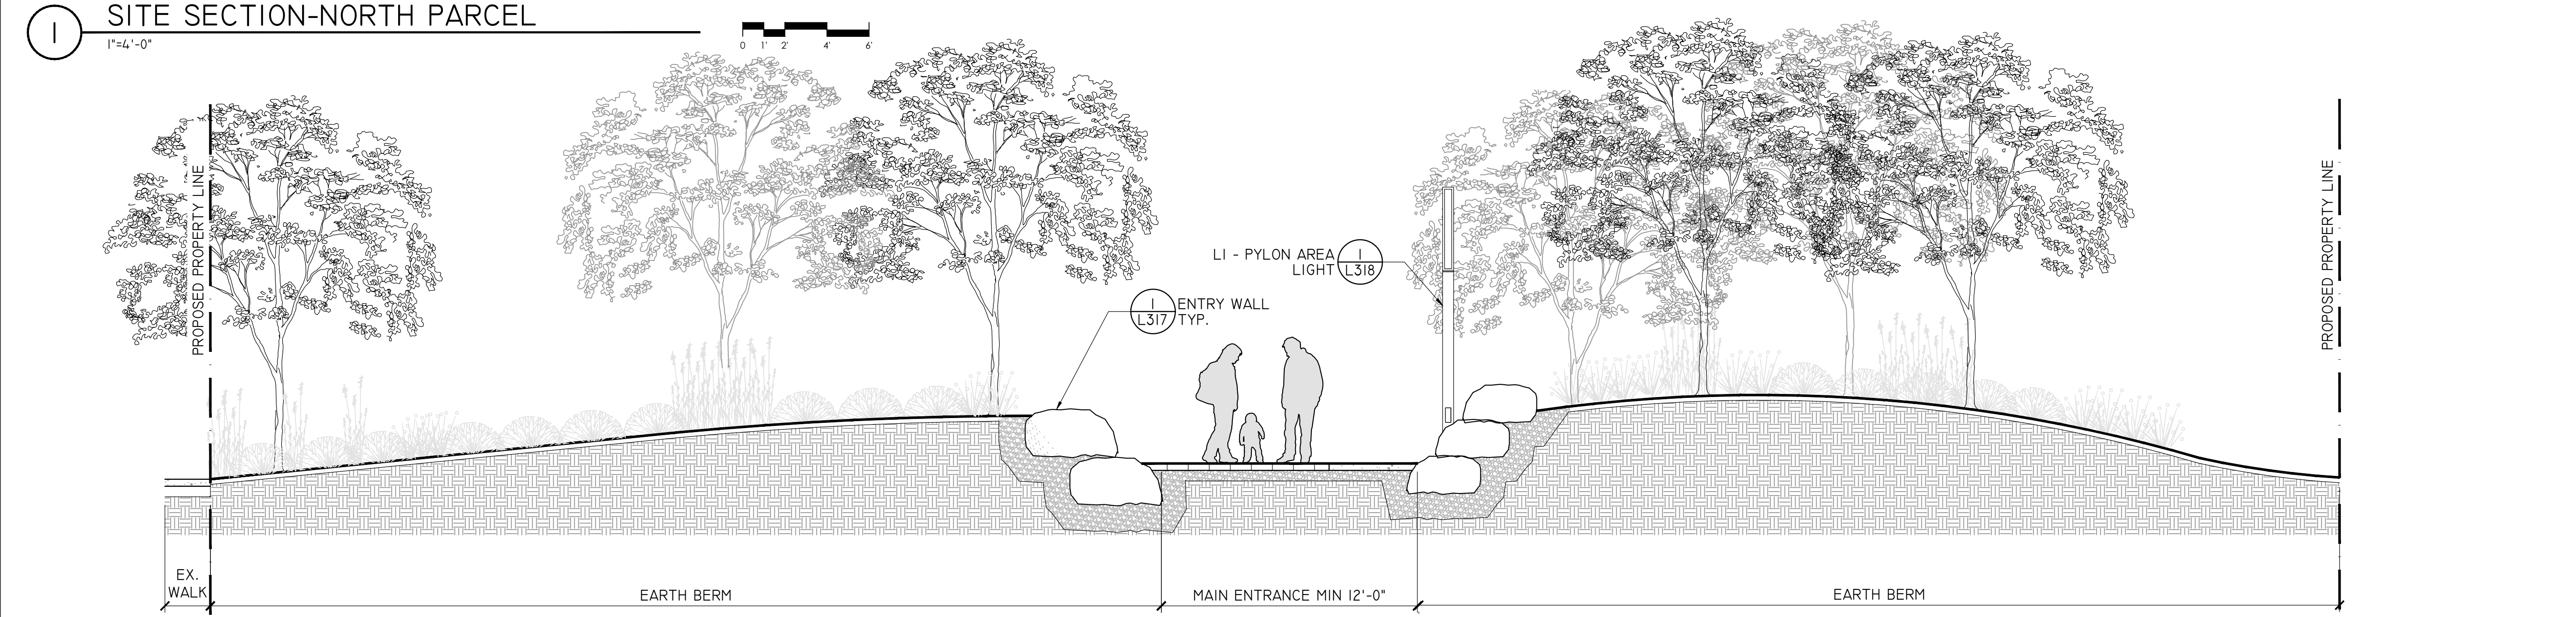 1
SITE SECTION-NORTH PARCEL
1"=4'-0"
0 1' 2' 4' 6'
PROPOSED PROPERTY LINE
L1 - PYLON AREA
LIGHT
1
L318
1
L317
ENTRY WALL
TYP.
PROPOSED PROPERTY LINE
EX.
WALK
EARTH BERM
MAIN ENTRANCE MIN 12'-0"
EARTH BERM